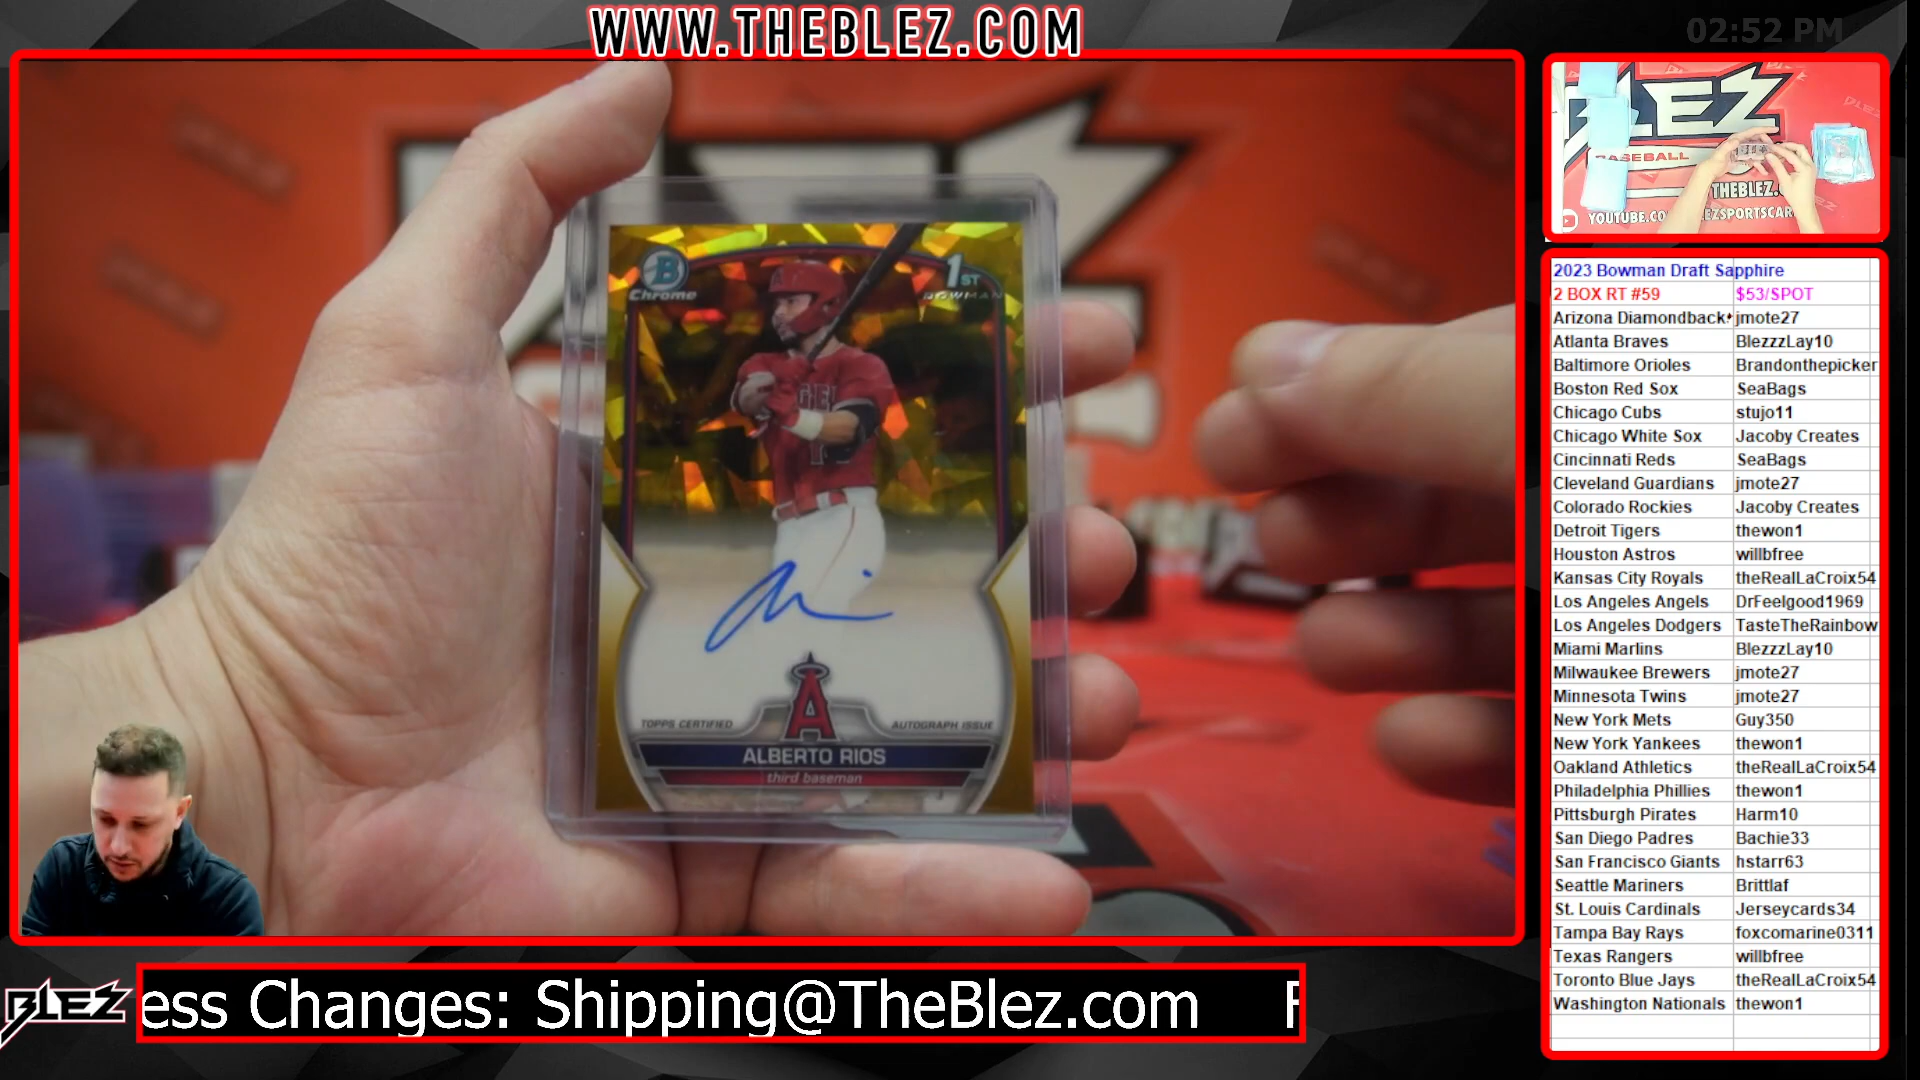 WWW.THEBLEZ.COM
02:52 PM
B
Chrome
1ST
BOWMAN
TOPPS CERTIFIED
AUTOGRAPH ISSUE
A
ALBERTO RIOS
third baseman
BLEZ
BASEBALL
THEBLEZ.
2023 Bowman Draft Sapphire
2 BOX RT #59 $53/SPOT
Arizona Diamondback jmote27
Atlanta Braves BlezzzLay10
Baltimore Orioles Brandonthepicker
Boston Red Sox SeaBags
Chicago Cubs stujo11
Chicago White Sox Jacoby Creates
Cincinnati Reds SeaBags
Cleveland Guardians jmote27
Colorado Rockies Jacoby Creates
Detroit Tigers thewon1
Houston Astros willbfree
Kansas City Royals theRealLaCroix54
Los Angeles Angels DrFeelgood1969
Los Angeles Dodgers TasteTheRainbow
Miami Marlins BlezzzLay10
Milwaukee Brewers jmote27
Minnesota Twins jmote27
New York Mets Guy350
New York Yankees thewon1
Oakland Athletics theRealLaCroix54
Philadelphia Phillies thewon1
Pittsburgh Pirates Harm10
San Diego Padres Bachie33
San Francisco Giants hstarr63
Seattle Mariners Brittlaf
St. Louis Cardinals Jerseycards34
Tampa Bay Rays foxcomarine0311
Texas Rangers willbfree
Toronto Blue Jays theRealLaCroix54
Washington Nationals thewon1
BLEZ
ess Changes: Shipping@TheBlez.com